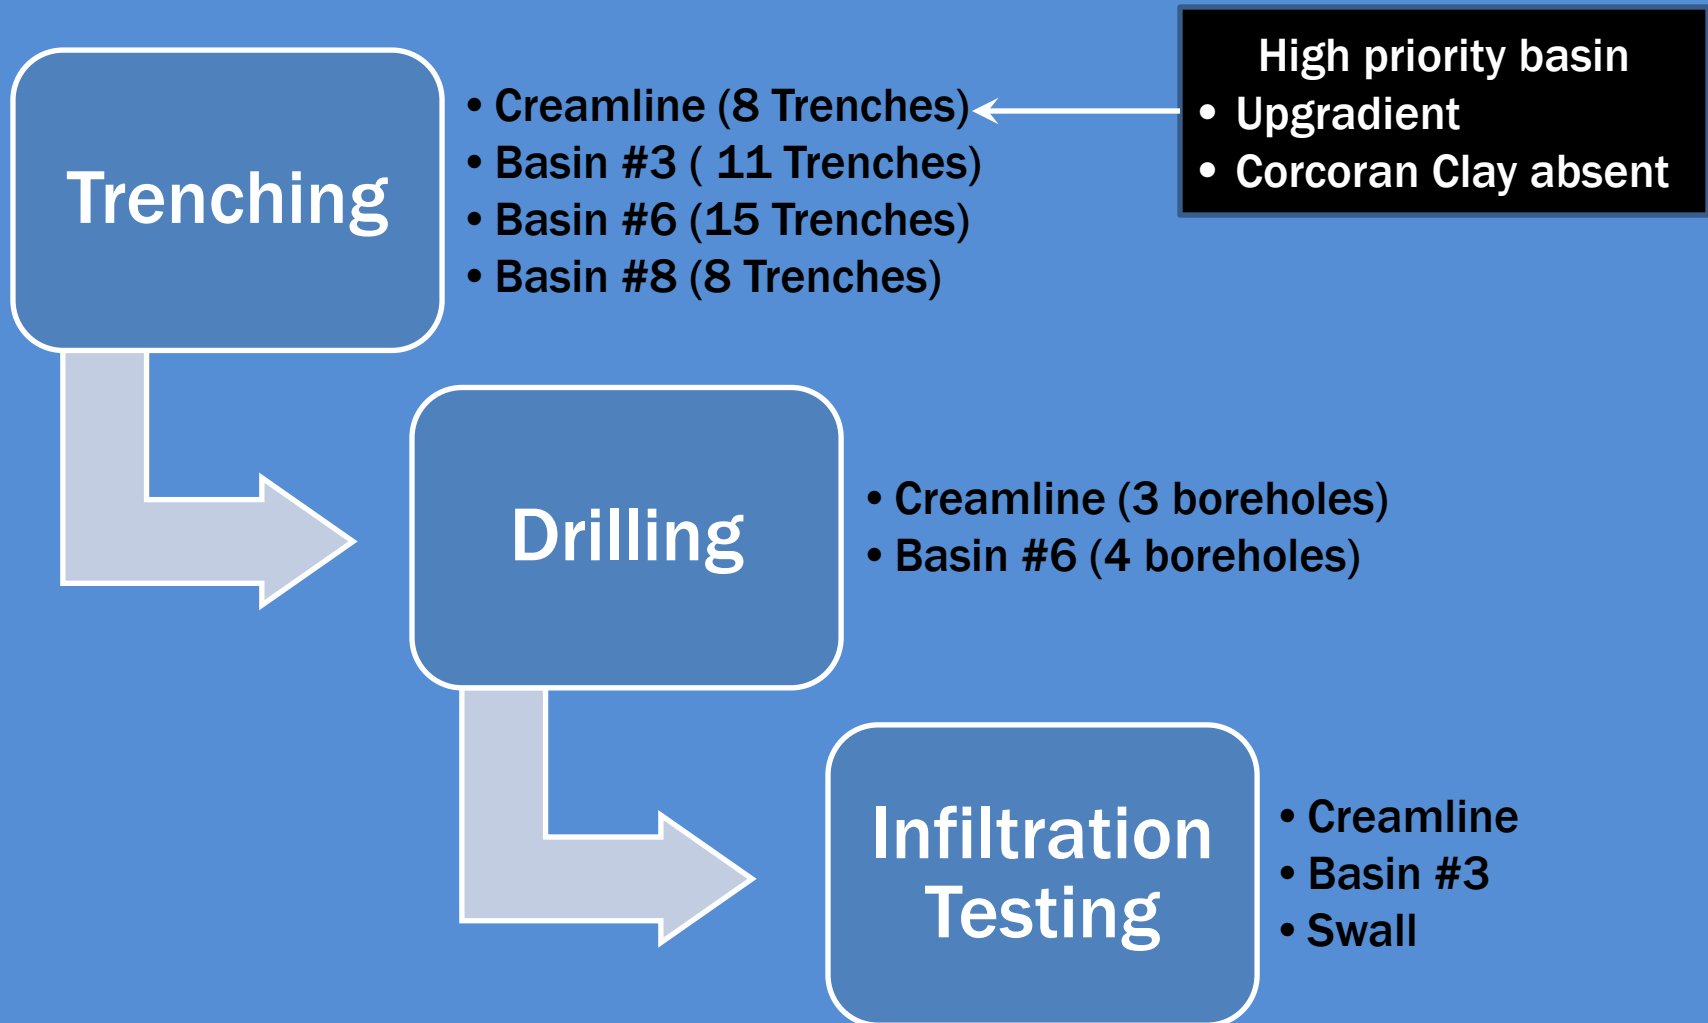 High priority basin
• Upgradient
• Corcoran Clay absent
Trenching
• Creamline (8 Trenches)
• Basin #3 ( 11 Trenches)
• Basin #6 (15 Trenches)
• Basin #8 (8 Trenches)
Drilling
• Creamline (3 boreholes)
• Basin #6 (4 boreholes)
Infiltration
Testing
• Creamline
• Basin #3
• Swall